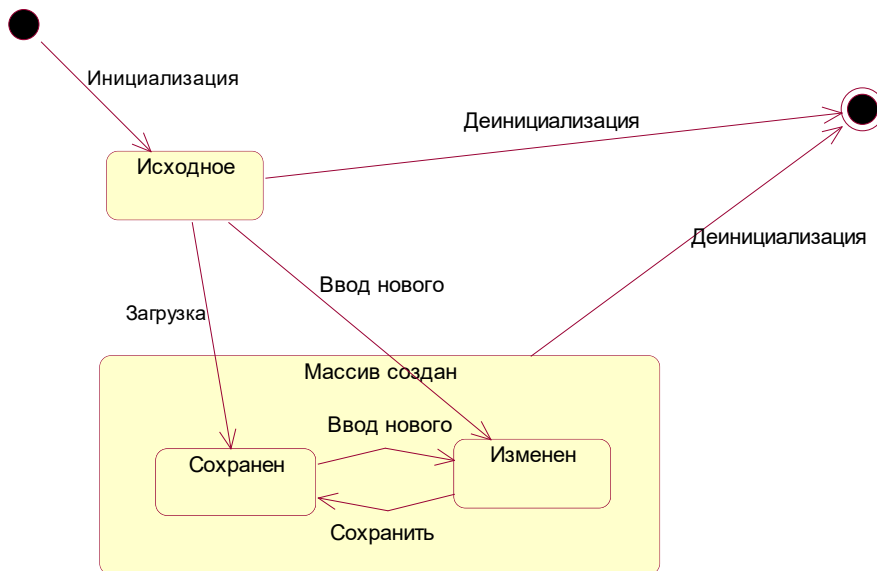 Инициализация
Деинициализация
Исходное
Деинициализация
Ввод нового
Загрузка
Массив создан
Ввод нового
Сохранен
Изменен
Сохранить